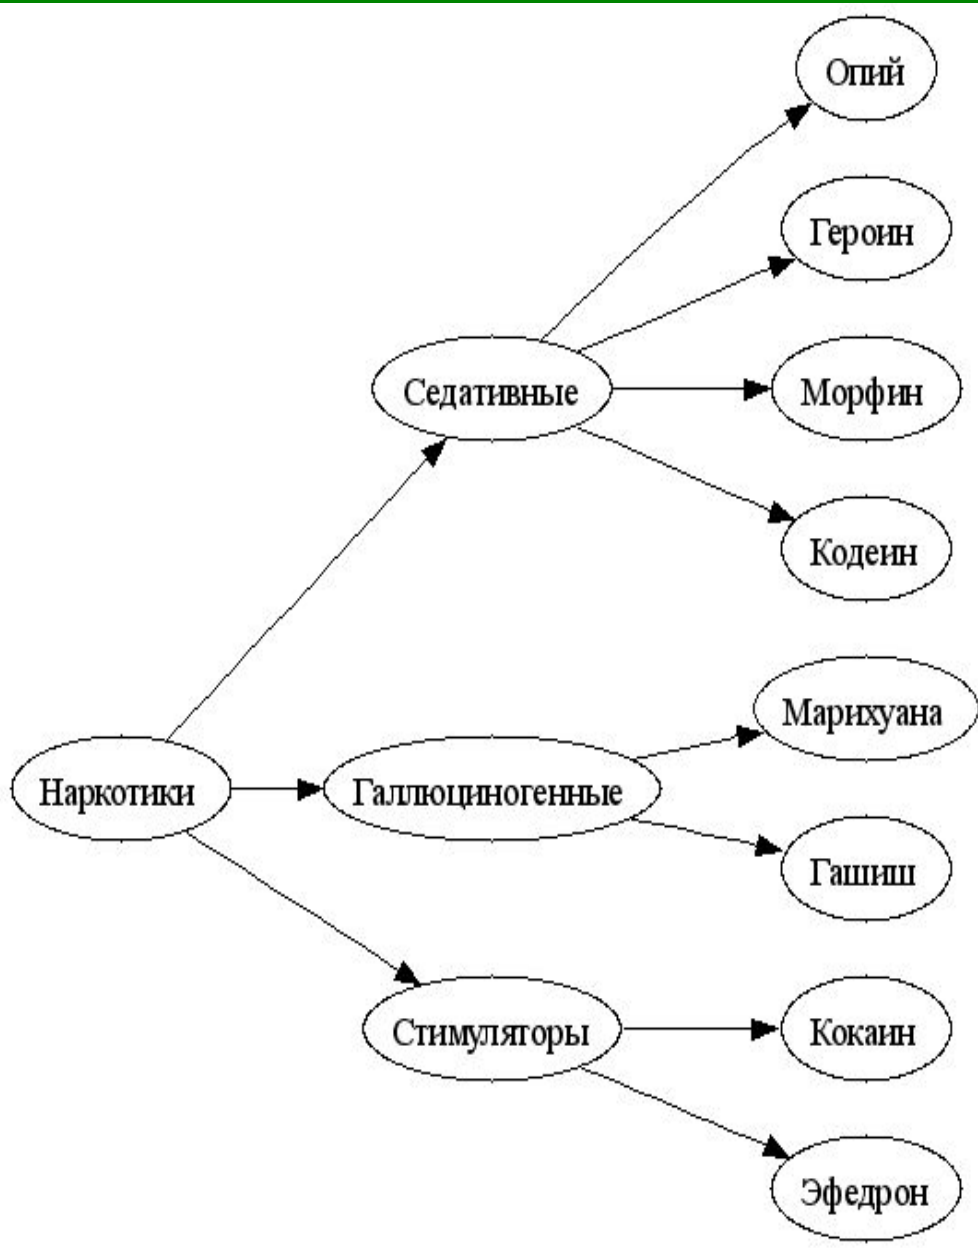 Опий
Героин
Седативные
Морфин
Кодеин
Марихуана
Наркотики
Галлюциногенные
Гашиш
Стимуляторы
Кокаин
Эфедрон